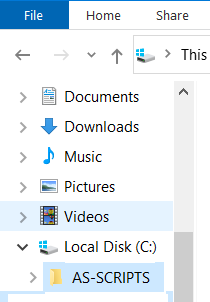 File Home Share
This
Documents
Downloads
Music
Pictures
Videos
Local Disk (C:)
AS-SCRIPTS